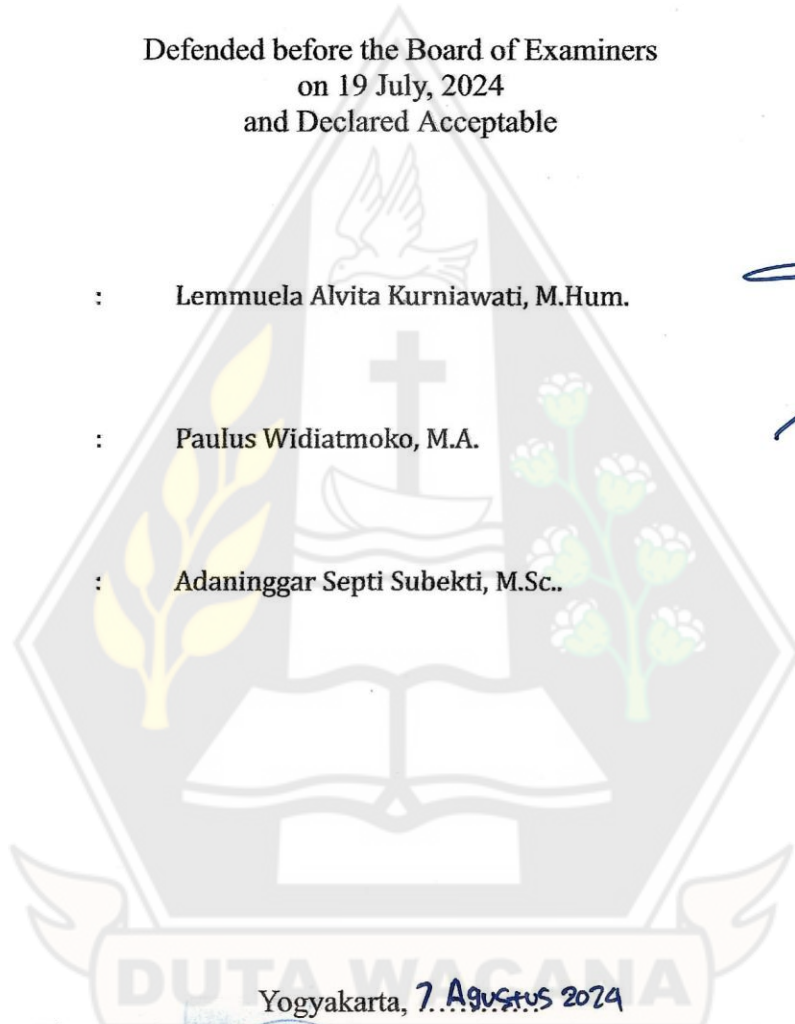 Defended before the Board of Examiners
on 19 July, 2024
and Declared Acceptable
: Lemmuela Alvita Kurniawati, M.Hum.
: Paulus Widiatmoko, M.A.
: Adaninggar Septi Subekti, M.Sc..
DUTA WACANA
Yogyakarta, 7 Agustus 2024